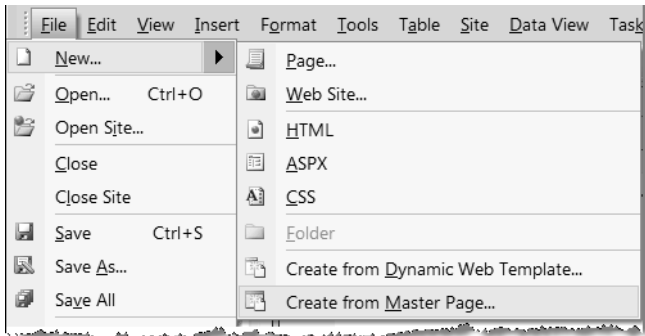 File Edit View Insert Format Tools Table Site Data View Task
New...
Open... Ctrl+O
Open Site...
Close
Close Site
Save Ctrl+S
Save As...
Save All
Page...
Web Site...
HTML
ASPX
CSS
Folder
Create from Dynamic Web Template...
Create from Master Page...